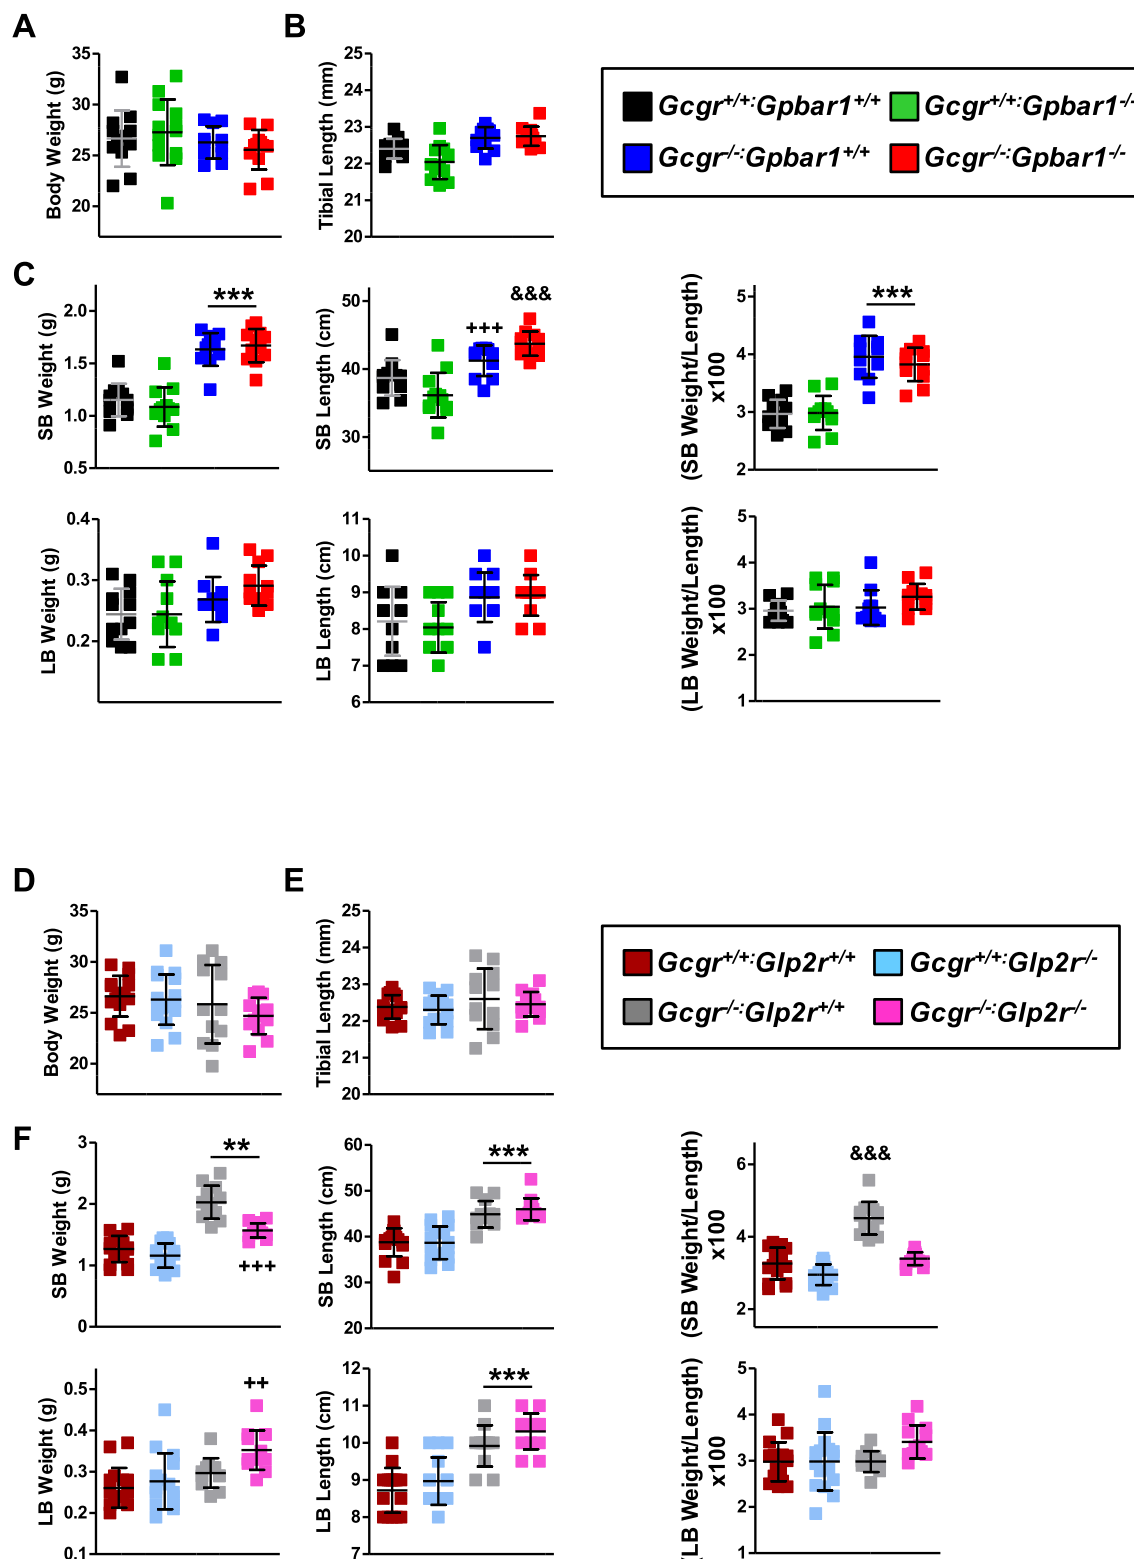 A
B
Body Weight (g)
35
30
25
20
Tibial Length (mm)
25
24
23
22
21
20
Gcgr+/+:Gpbar1+/+
Gcgr+/+:Gpbar1-/-
Gcgr-/-:Gpbar1+/+
Gcgr-/-:Gpbar1-/-
C
SB Weight (g)
2.0
1.5
1.0
0.5
***
SB Length (cm)
50
40
30
+++
&&&
(SB Weight/Length)
x100
5
4
3
2
***
LB Weight (g)
0.4
0.3
0.2
LB Length (cm)
11
10
9
8
7
6
(LB Weight/Length)
x100
5
4
3
2
1
D
E
Body Weight (g)
35
30
25
20
Tibial Length (mm)
25
24
23
22
21
20
Gcgr+/+:Glp2r+/+
Gcgr+/+:Glp2r-/-
Gcgr-/-:Glp2r+/+
Gcgr-/-:Glp2r-/-
F
SB Weight (g)
3
2
1
0
**
+++
SB Length (cm)
60
50
40
30
20
***
(SB Weight/Length)
x100
6
4
2
&&&
LB Weight (g)
0.5
0.4
0.3
0.2
0.1
++
LB Length (cm)
12
11
10
9
8
7
***
(LB Weight/Length)
x100
5
4
3
2
1